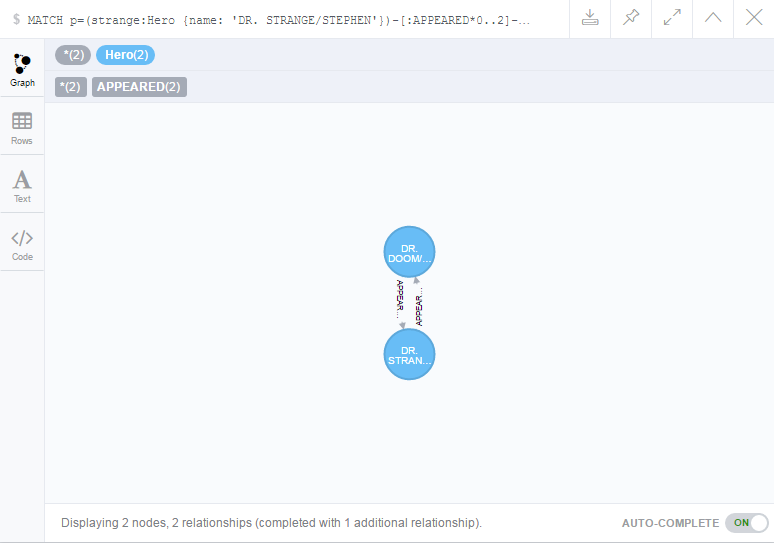 $ MATCH p=(strange:Hero {name: 'DR. STRANGE/STEPHEN'})-[:APPEARED*0..2]-…
*(2) Hero(2)
*(2) APPEARED(2)
Graph
Rows
Text
Code
DR.
DOOM/…
APPEAR…
APPEAR…
DR.
STRAN…
Displaying 2 nodes, 2 relationships (completed with 1 additional relationship).
AUTO-COMPLETE ON